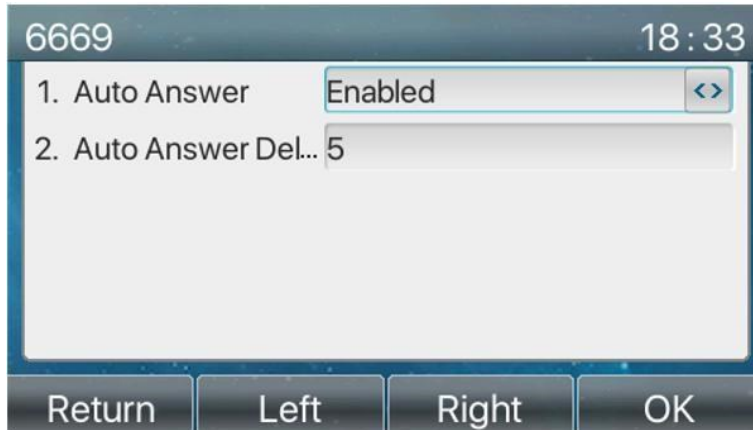 6669 18:33
1. Auto Answer Enabled <>
2. Auto Answer Del... 5
Return Left Right OK